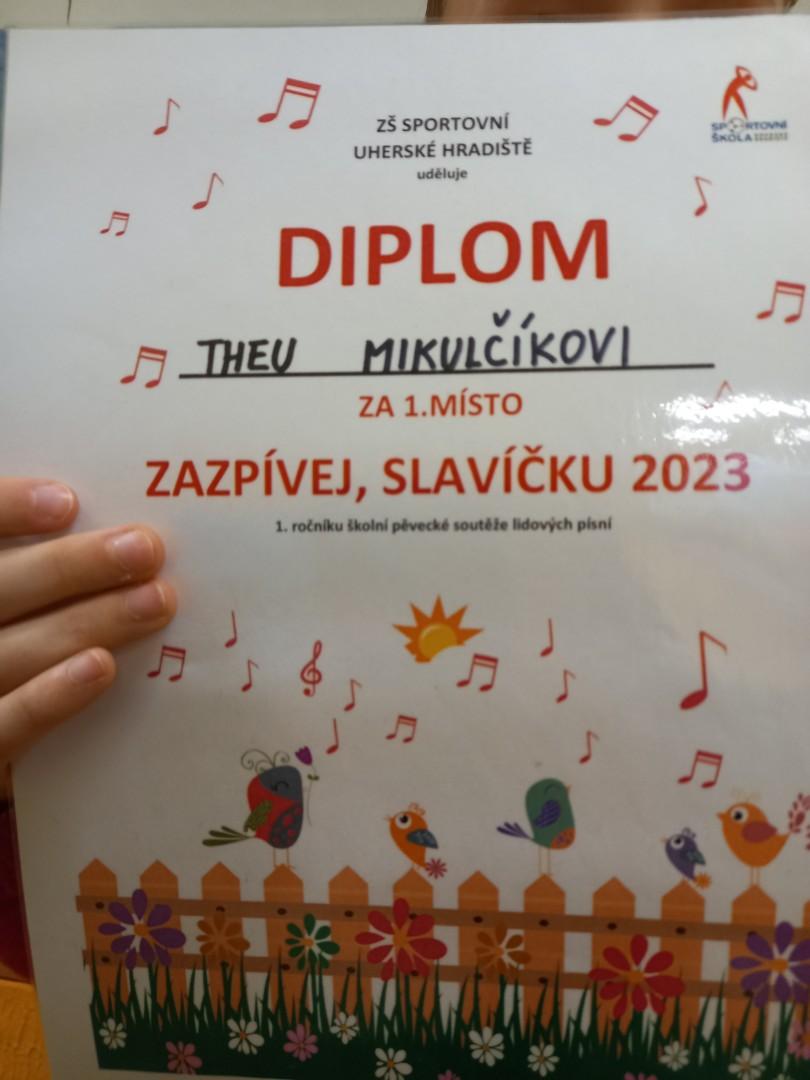 ZŠ SPORTOVNÍ
UHERSKÉ HRADIŠTĚ
uděluje
SPORTOVNÍ
ŠKOLA
DIPLOM
THEU MIKULČÍKOVI
ZA 1.MÍSTO
ZAZPÍVEJ, SLAVÍČKU 2023
1. ročníku školní pěvecké soutěže lidových písní